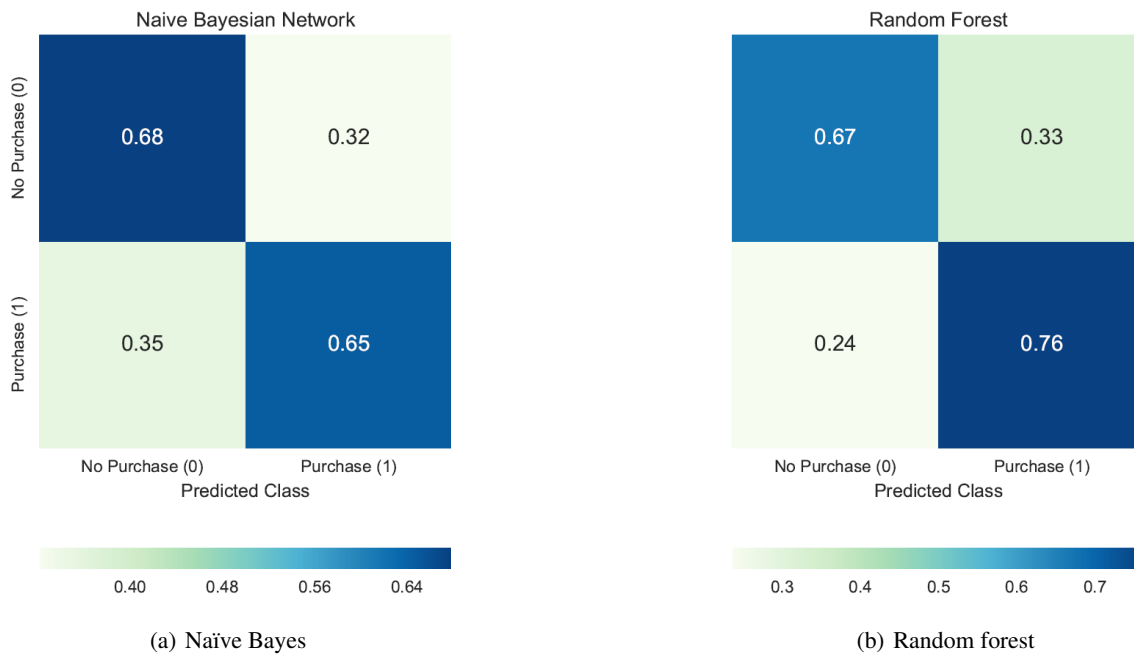 Naive Bayesian Network
No Purchase (0)
Purchase (1)
0.68
0.32
0.35
0.65
No Purchase (0)
Purchase (1)
Predicted Class
0.40
0.48
0.56
0.64
(a) Naïve Bayes
Random Forest
0.67
0.33
0.24
0.76
No Purchase (0)
Purchase (1)
Predicted Class
0.3
0.4
0.5
0.6
0.7
(b) Random forest